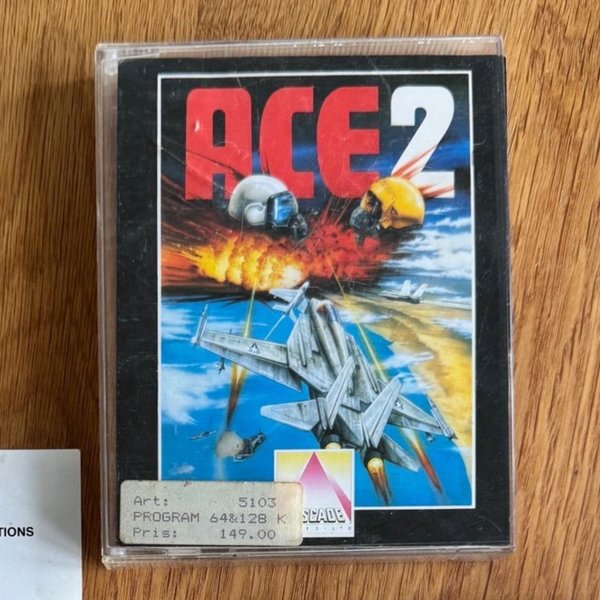 ACE 2
Art: 5103
PROGRAM 64&128 K
Pris: 149.00
TIONS